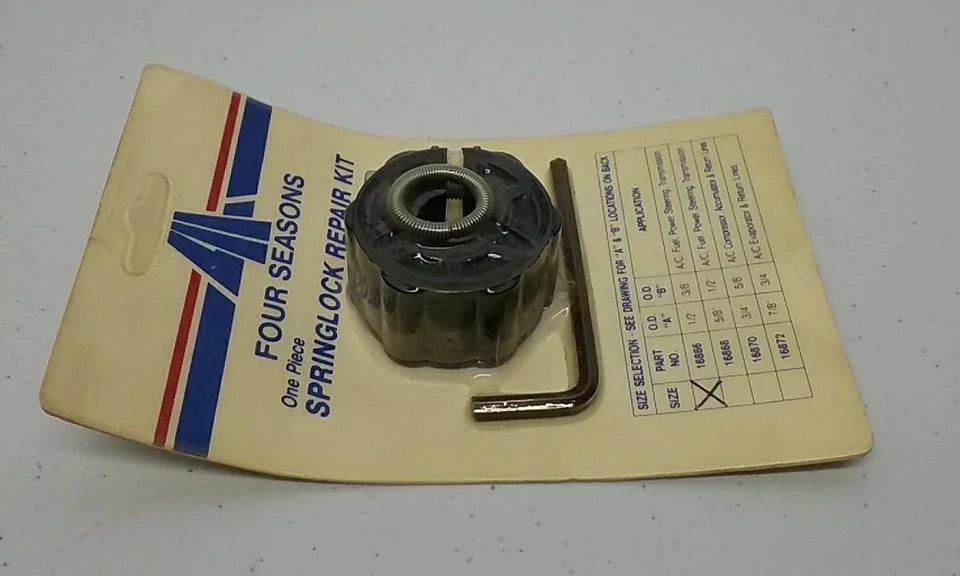 FOUR SEASONS
One Piece
SPRINGLOCK REPAIR KIT
SIZE SELECTION - SEE DRAWING FOR "A" & "B" LOCATIONS ON BACK
SIZE PART NO. O.D. "A" O.D. "B" APPLICATION
X 16866 1/2" 3/8 A/C, Fuel, Power Steering, Transmission
16868 5/8" 1/2" A/C, Fuel, Power Steering, Transmission
16870 3/4 5/8 A/C Compressor, Accumulator & Return Lines
16872 7/8" 3/4 A/C Evaporator & Return Lines